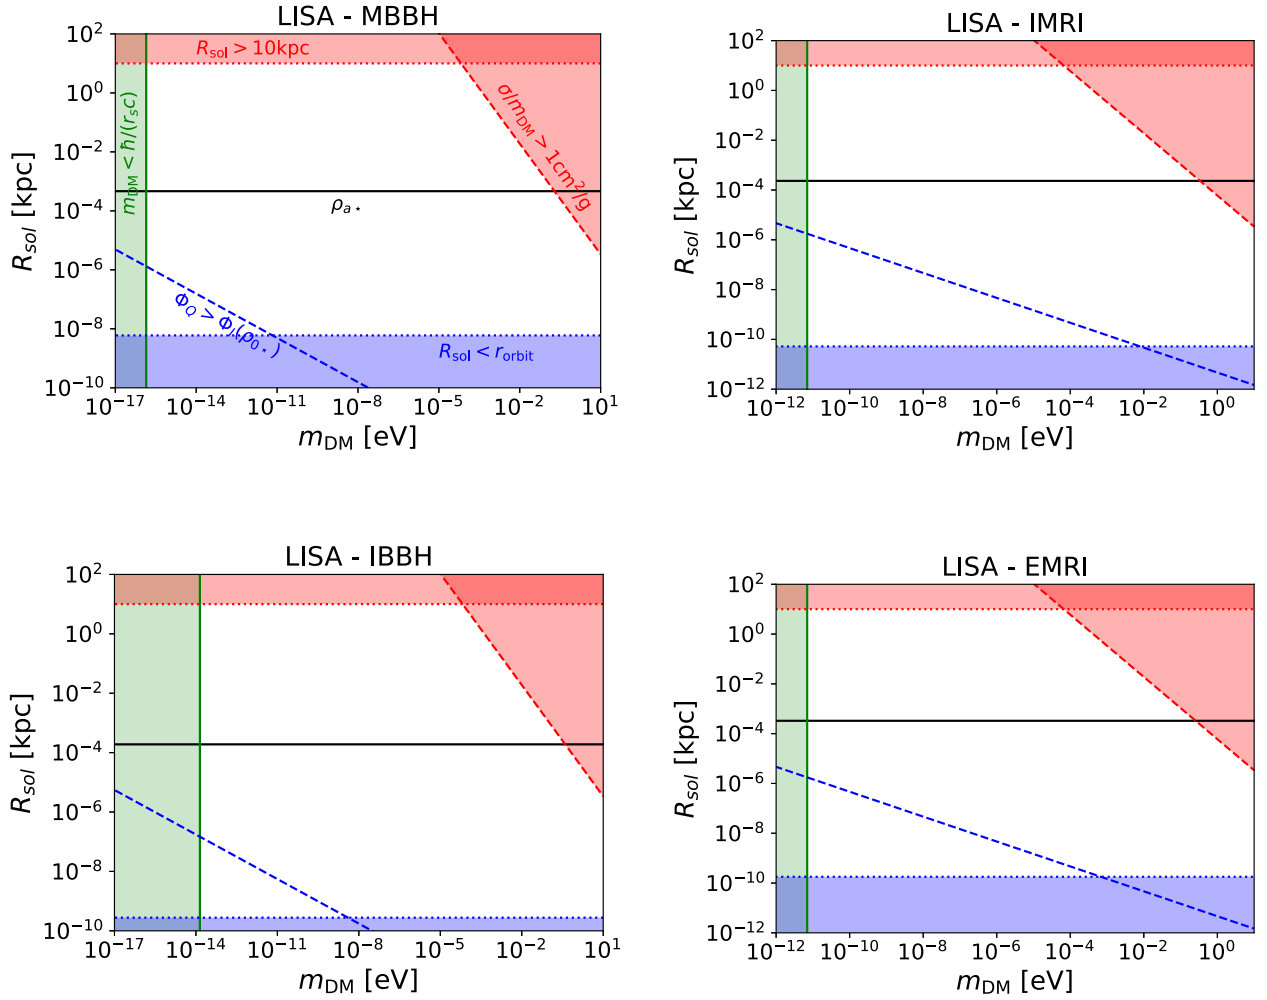 LISA - MBBH
R_sol [kpc]
10^2
10^0
10^−2
10^−4
10^−6
10^−8
10^−10
R_sol > 10kpc
m_DM < ħ/(r_s c)
σ/m_DM > 1cm^2/g
ρ_a⋆
Φ_Q > Φ_I(ρ_0⋆)
R_sol < r_orbit
10^−17 10^−14 10^−11 10^−8 10^−5 10^−2 10^1
m_DM [eV]
LISA - IMRI
R_sol [kpc]
10^2
10^0
10^−2
10^−4
10^−6
10^−8
10^−10
10^−12
10^−12 10^−10 10^−8 10^−6 10^−4 10^−2 10^0
m_DM [eV]
LISA - IBBH
R_sol [kpc]
10^2
10^0
10^−2
10^−4
10^−6
10^−8
10^−10
10^−17 10^−14 10^−11 10^−8 10^−5 10^−2 10^1
m_DM [eV]
LISA - EMRI
R_sol [kpc]
10^2
10^0
10^−2
10^−4
10^−6
10^−8
10^−10
10^−12
10^−12 10^−10 10^−8 10^−6 10^−4 10^−2 10^0
m_DM [eV]